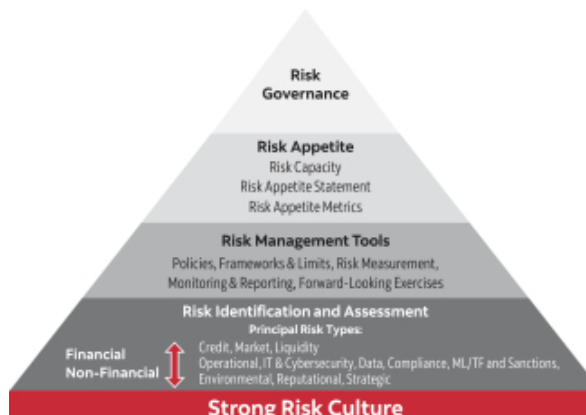 Risk
Governance
Risk Appetite
Risk Capacity
Risk Appetite Statement
Risk Appetite Metrics
Risk Management Tools
Policies, Frameworks & Limits, Risk Measurement,
Monitoring & Reporting, Forward-Looking Exercises
Risk Identification and Assessment
Principal Risk Types:
Financial
Credit, Market, Liquidity
Non-Financial
Operational, IT & Cybersecurity, Data, Compliance, ML/TF and Sanctions,
Environmental, Reputational, Strategic
Strong Risk Culture